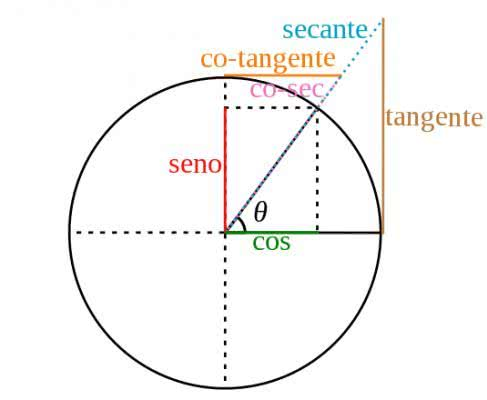 secante
co-tangente
co-sec
tangente
seno
θ
cos